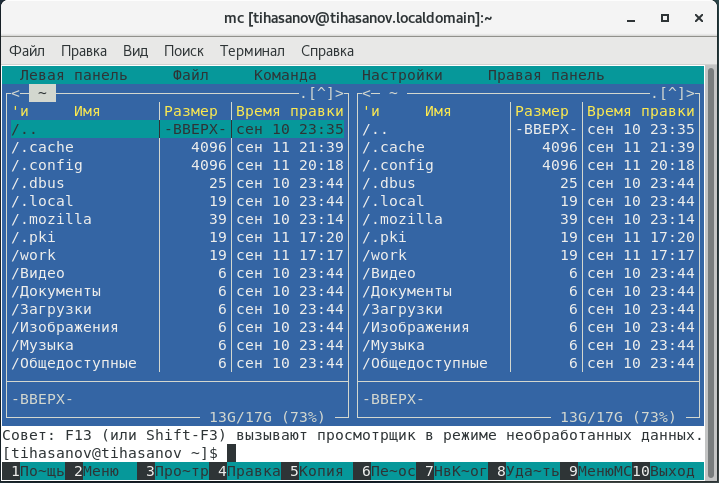 mc [tihasanov@tihasanov.localdomain]:~
Файл Правка Вид Поиск Терминал Справка
Левая панель Файл Команда Настройки Правая панель
<─ ~ ─.[^]> <─ ~ ─.[^]>
'и Имя Размер Время правки 'и Имя Размер Время правки
/.. -ВВЕРХ- сен 10 23:35 /.. -ВВЕРХ- сен 10 23:35
/.cache 4096 сен 11 21:39 /.cache 4096 сен 11 21:39
/.config 4096 сен 11 20:18 /.config 4096 сен 11 20:18
/.dbus 25 сен 10 23:44 /.dbus 25 сен 10 23:44
/.local 19 сен 10 23:44 /.local 19 сен 10 23:44
/.mozilla 39 сен 10 23:14 /.mozilla 39 сен 10 23:14
/.pki 19 сен 11 17:20 /.pki 19 сен 11 17:20
/work 19 сен 11 17:17 /work 19 сен 11 17:17
/Видео 6 сен 10 23:44 /Видео 6 сен 10 23:44
/Документы 6 сен 10 23:44 /Документы 6 сен 10 23:44
/Загрузки 6 сен 10 23:44 /Загрузки 6 сен 10 23:44
/Изображения 6 сен 10 23:44 /Изображения 6 сен 10 23:44
/Музыка 6 сен 10 23:44 /Музыка 6 сен 10 23:44
/Общедоступные 6 сен 10 23:44 /Общедоступные 6 сен 10 23:44
-ВВЕРХ- -ВВЕРХ-
13G/17G (73%) 13G/17G (73%)
Совет: F13 (или Shift-F3) вызывают просмотрщик в режиме необработанных данных.
[tihasanov@tihasanov ~]$
1По~щь 2Меню 3Про~тр 4Правка 5Копия 6Пе~ос 7НвК~ог 8Уда~ть 9МенюМС 10Выход